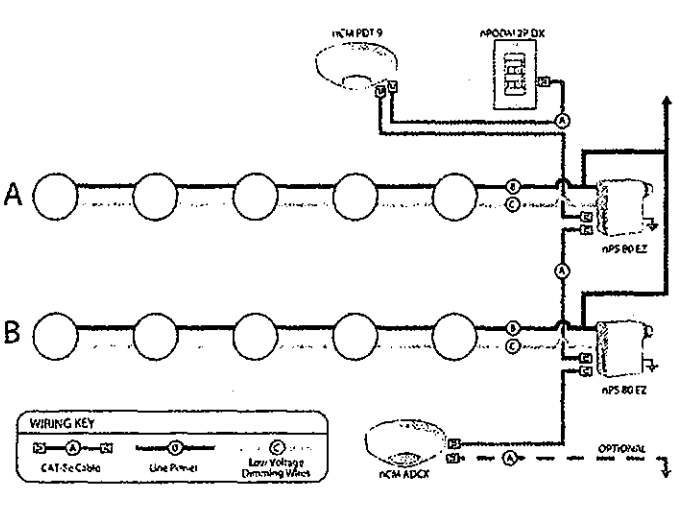 nCM PDT 9
nPODM 2P DX
A
A
B
C
nPS 80 EZ
A
B
B
C
nPS 80 EZ
WIRING KEY
A
B
C
CAT-5e Cable
Line Power
Low Voltage
Dimming Wires
nCM ADCX
A
OPTIONAL